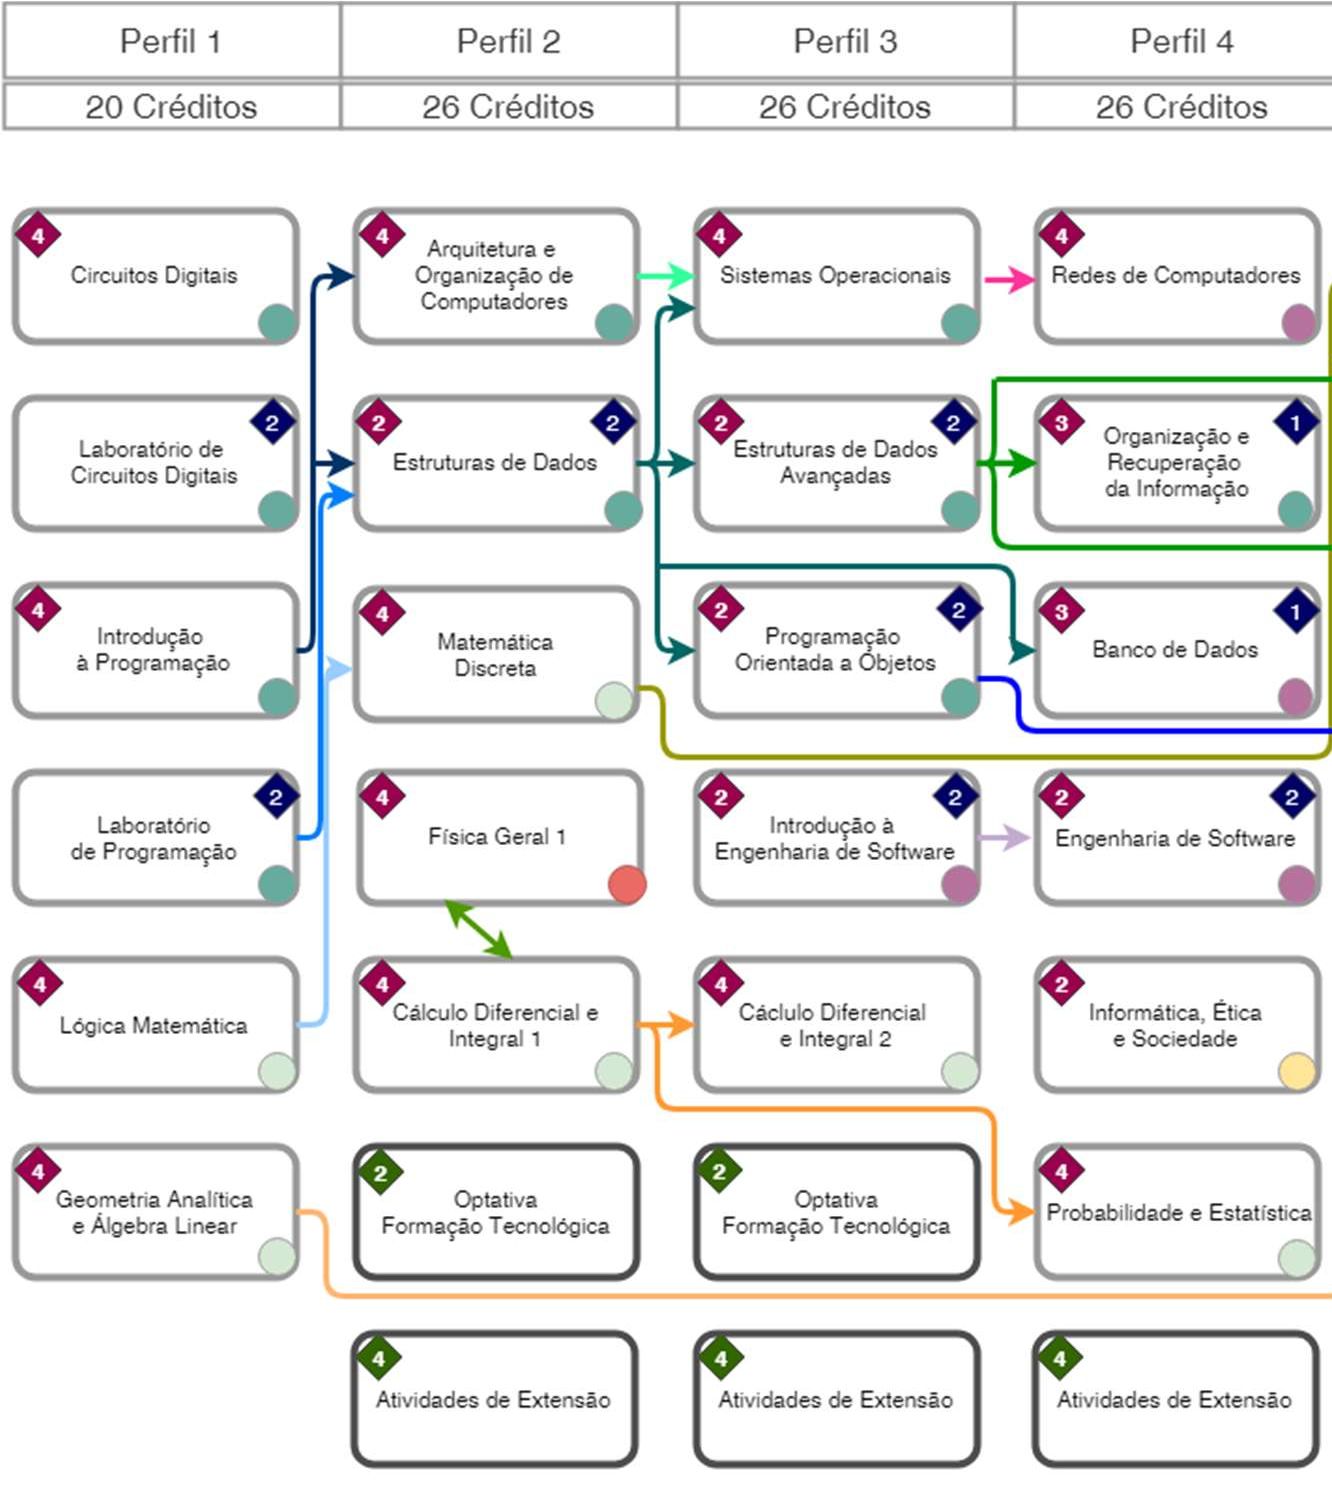 Perfil 1
Perfil 2
Perfil 3
Perfil 4
20 Créditos
26 Créditos
26 Créditos
26 Créditos
4
Circuitos Digitais
4
Arquitetura e
Organização de
Computadores
4
Sistemas Operacionais
4
Redes de Computadores
2
Laboratório de
Circuitos Digitais
2
2
Estruturas de Dados
2
2
Estruturas de Dados
Avançadas
3
1
Organização e
Recuperação
da Informação
4
Introdução
à Programação
4
Matemática
Discreta
2
2
Programação
Orientada a Objetos
3
1
Banco de Dados
2
Laboratório
de Programação
4
Física Geral 1
2
2
Introdução à
Engenharia de Software
2
2
Engenharia de Software
4
Lógica Matemática
4
Cálculo Diferencial e
Integral 1
4
Cáclulo Diferencial
e Integral 2
2
Informática, Ética
e Sociedade
4
Geometria Analítica
e Álgebra Linear
2
Optativa
Formação Tecnológica
2
Optativa
Formação Tecnológica
4
Probabilidade e Estatística
4
Atividades de Extensão
4
Atividades de Extensão
4
Atividades de Extensão